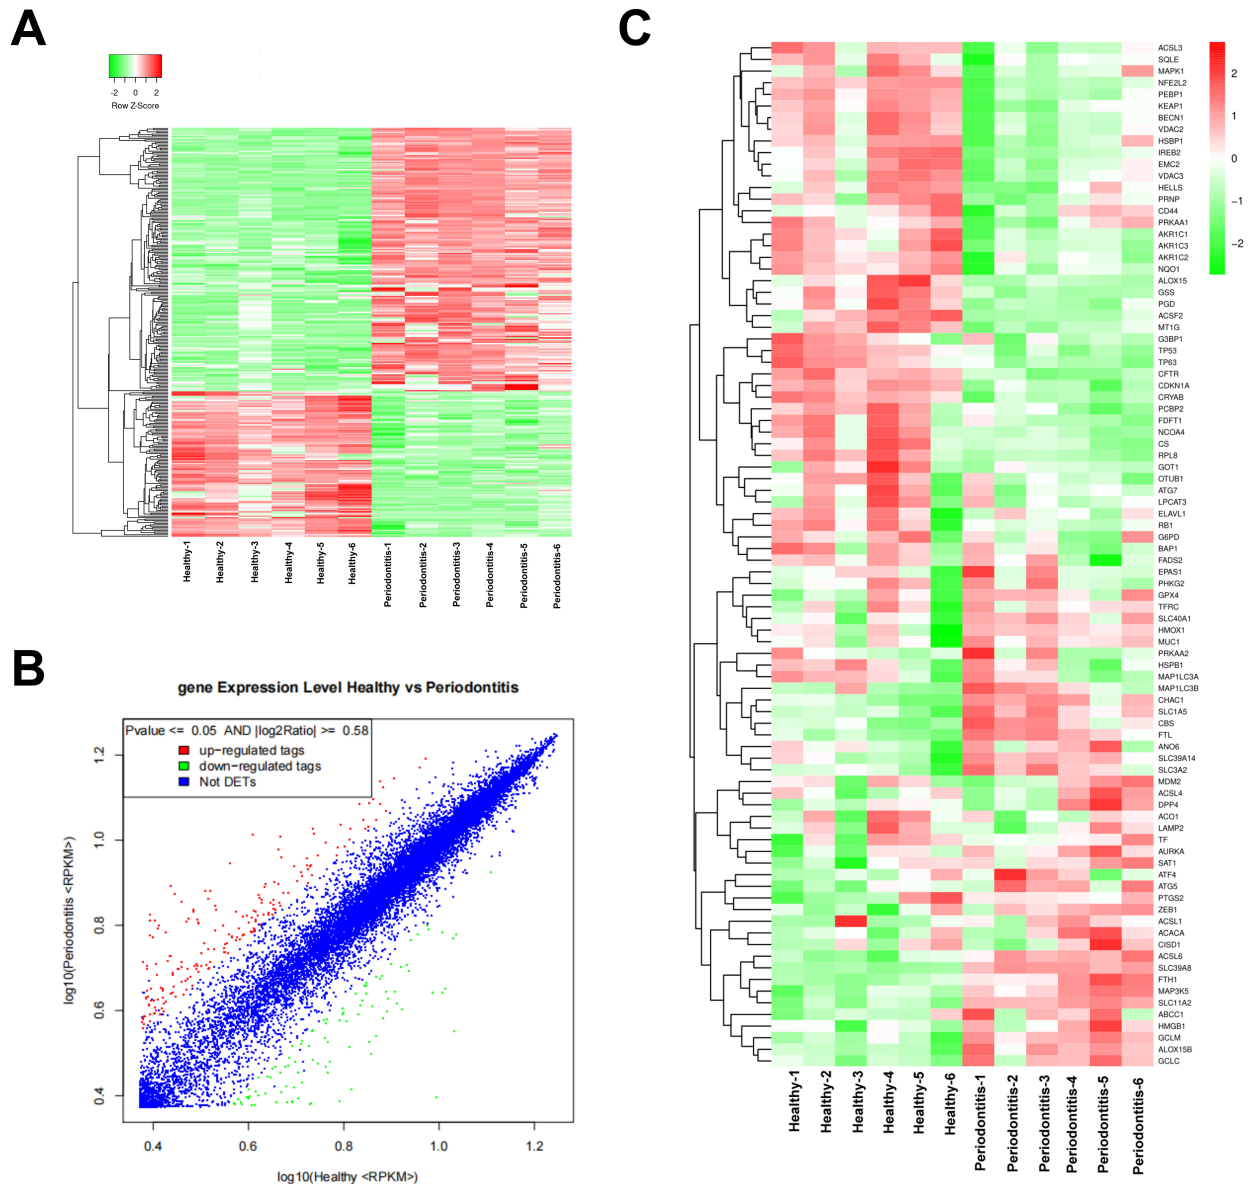 A
-2 -1 0 1 2
Row Z-Score
Healthy-1
Healthy-2
Healthy-3
Healthy-4
Healthy-5
Healthy-6
Periodontitis-1
Periodontitis-2
Periodontitis-3
Periodontitis-4
Periodontitis-5
Periodontitis-6
B
gene Expression Level Healthy vs Periodontitis
Pvalue <= 0.05 AND |log2Ratio| >= 0.58
up-regulated tags
down-regulated tags
Not DETs
log10(Periodontitis <RPKM>)
1.2
1.0
0.8
0.6
0.4
0.4 0.6 0.8 1.0 1.2
log10(Healthy <RPKM>)
C
ACSL3
SQLE
MAPK1
NFE2L2
PEBP1
KEAP1
BECN1
VDAC2
HSBP1
IREB2
EMC2
VDAC3
HELLS
PRNP
CD44
PRKAA1
AKR1C1
AKR1C3
AKR1C2
NQO1
ALOX15
GSS
PGD
ACSF2
MT1G
G3BP1
TP53
TP63
CFTR
CDKN1A
CRYAB
PCBP2
FDFT1
NCOA4
CS
RPL8
GOT1
OTUB1
ATG7
LPCAT3
ELAVL1
RB1
G6PD
BAP1
FADS2
EPAS1
PHKG2
GPX4
TFRC
SLC40A1
HMOX1
MUC1
PRKAA2
HSPB1
MAP1LC3A
MAP1LC3B
CHAC1
SLC1A5
CBS
FTL
ANO6
SLC39A14
SLC3A2
MDM2
ACSL4
DPP4
ACO1
LAMP2
TF
AURKA
SAT1
ATF4
ATG5
PTGS2
ZEB1
ACSL1
ACACA
CISD1
ACSL6
SLC39A8
FTH1
MAP3K5
SLC11A2
ABCC1
HMGB1
GCLM
ALOX15B
GCLC
2
1
0
−1
−2
Healthy-1
Healthy-2
Healthy-3
Healthy-4
Healthy-5
Healthy-6
Periodontitis-1
Periodontitis-2
Periodontitis-3
Periodontitis-4
Periodontitis-5
Periodontitis-6